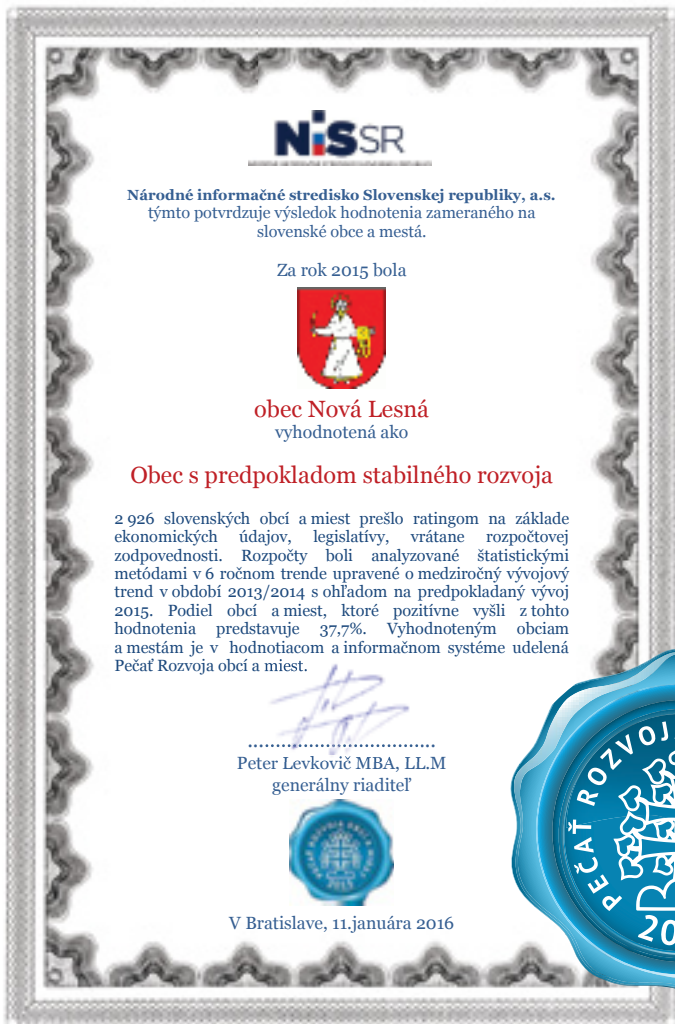 NiSSR
Národné informačné stredisko Slovenskej republiky, a.s.
týmto potvrdzuje výsledok hodnotenia zameraného na
slovenské obce a mestá.
Za rok 2015 bola
obec Nová Lesná
vyhodnotená ako
Obec s predpokladom stabilného rozvoja
2 926 slovenských obcí a miest prešlo ratingom na základe
ekonomických údajov, legislatívy, vrátane rozpočtovej
zodpovednosti. Rozpočty boli analyzované štatistickými
metódami v 6 ročnom trende upravené o medziročný vývojový
trend v období 2013/2014 s ohľadom na predpokladaný vývoj
2015. Podiel obcí a miest, ktoré pozitívne vyšli z tohto
hodnotenia predstavuje 37,7%. Vyhodnoteným obciam
a mestám je v hodnotiacom a informačnom systéme udelená
Pečať Rozvoja obcí a miest.
Peter Levkovič MBA, LL.M
generálny riaditeľ
PEČAŤ ROZVOJ
V Bratislave, 11.januára 2016